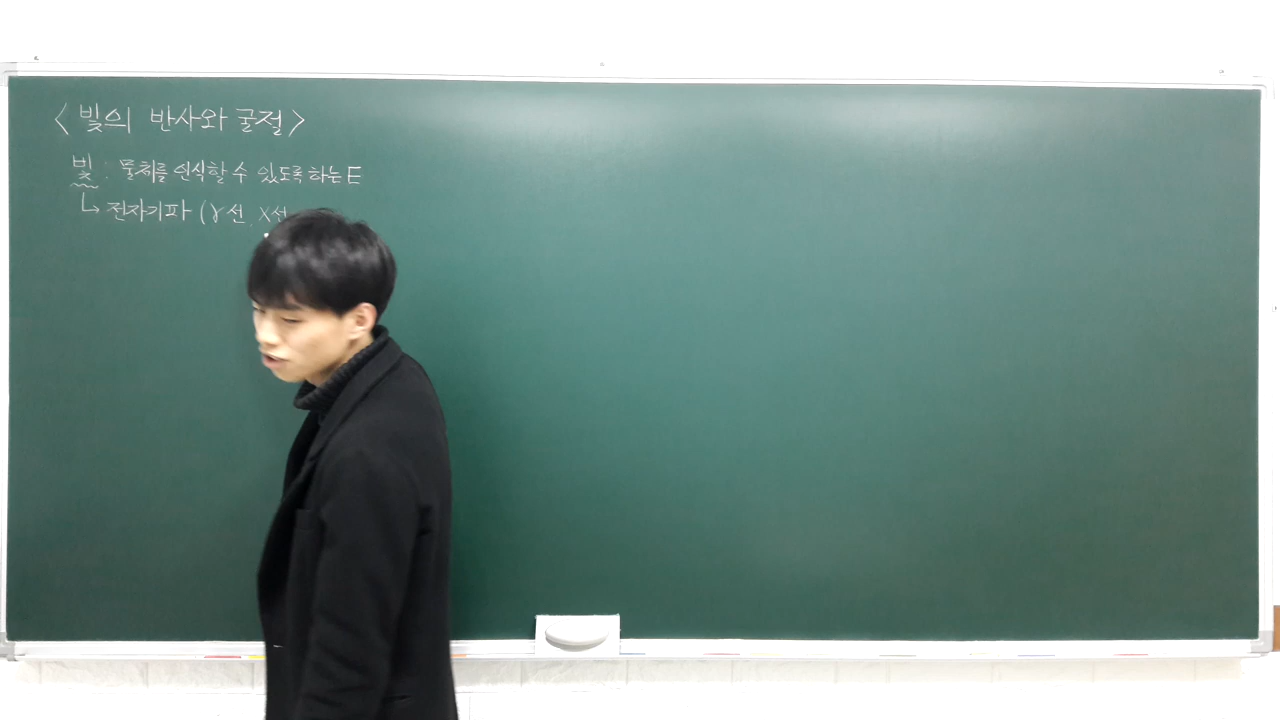 <빛의 반사와 굴절>
빛 : 물체를 인식할 수 있도록 하는 E
↳ 전자기파 (γ선, X선